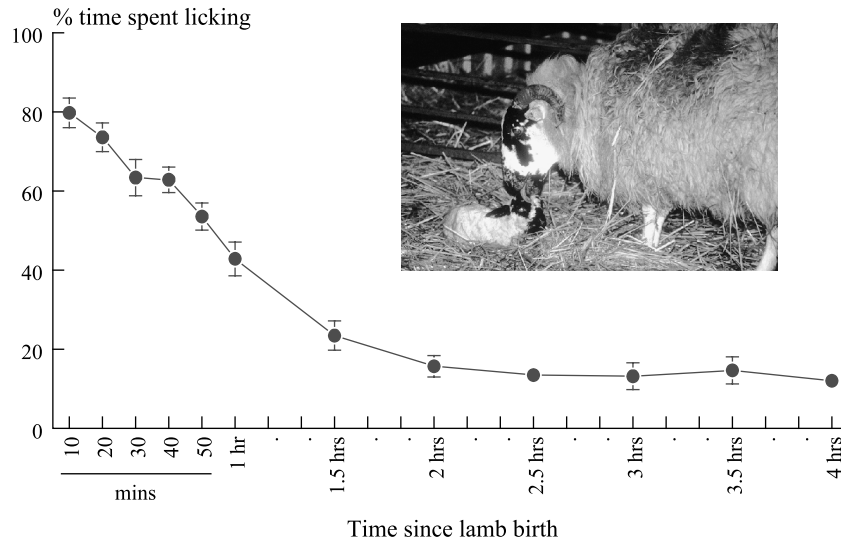 % time spent licking
100
80
60
40
20
0
10
20
30
40
50
1 hr
.
.
1.5 hrs
.
.
2 hrs
.
.
2.5 hrs
.
.
3 hrs
.
.
3.5 hrs
.
.
4 hrs
mins
Time since lamb birth